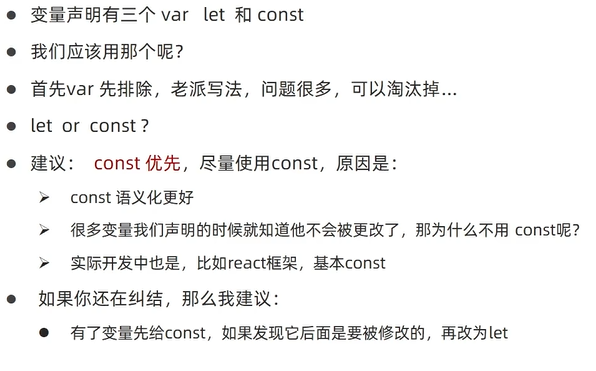 变量声明有三个 var let 和 const
我们应该用那个呢？
首先var 先排除，老派写法，问题很多，可以淘汰掉…
let or const ?
建议： const 优先，尽量使用const，原因是：
const 语义化更好
很多变量我们声明的时候就知道他不会被更改了，那为什么不用 const呢？
实际开发中也是，比如react框架，基本const
如果你还在纠结，那么我建议：
有了变量先给const，如果发现它后面是要被修改的，再改为let